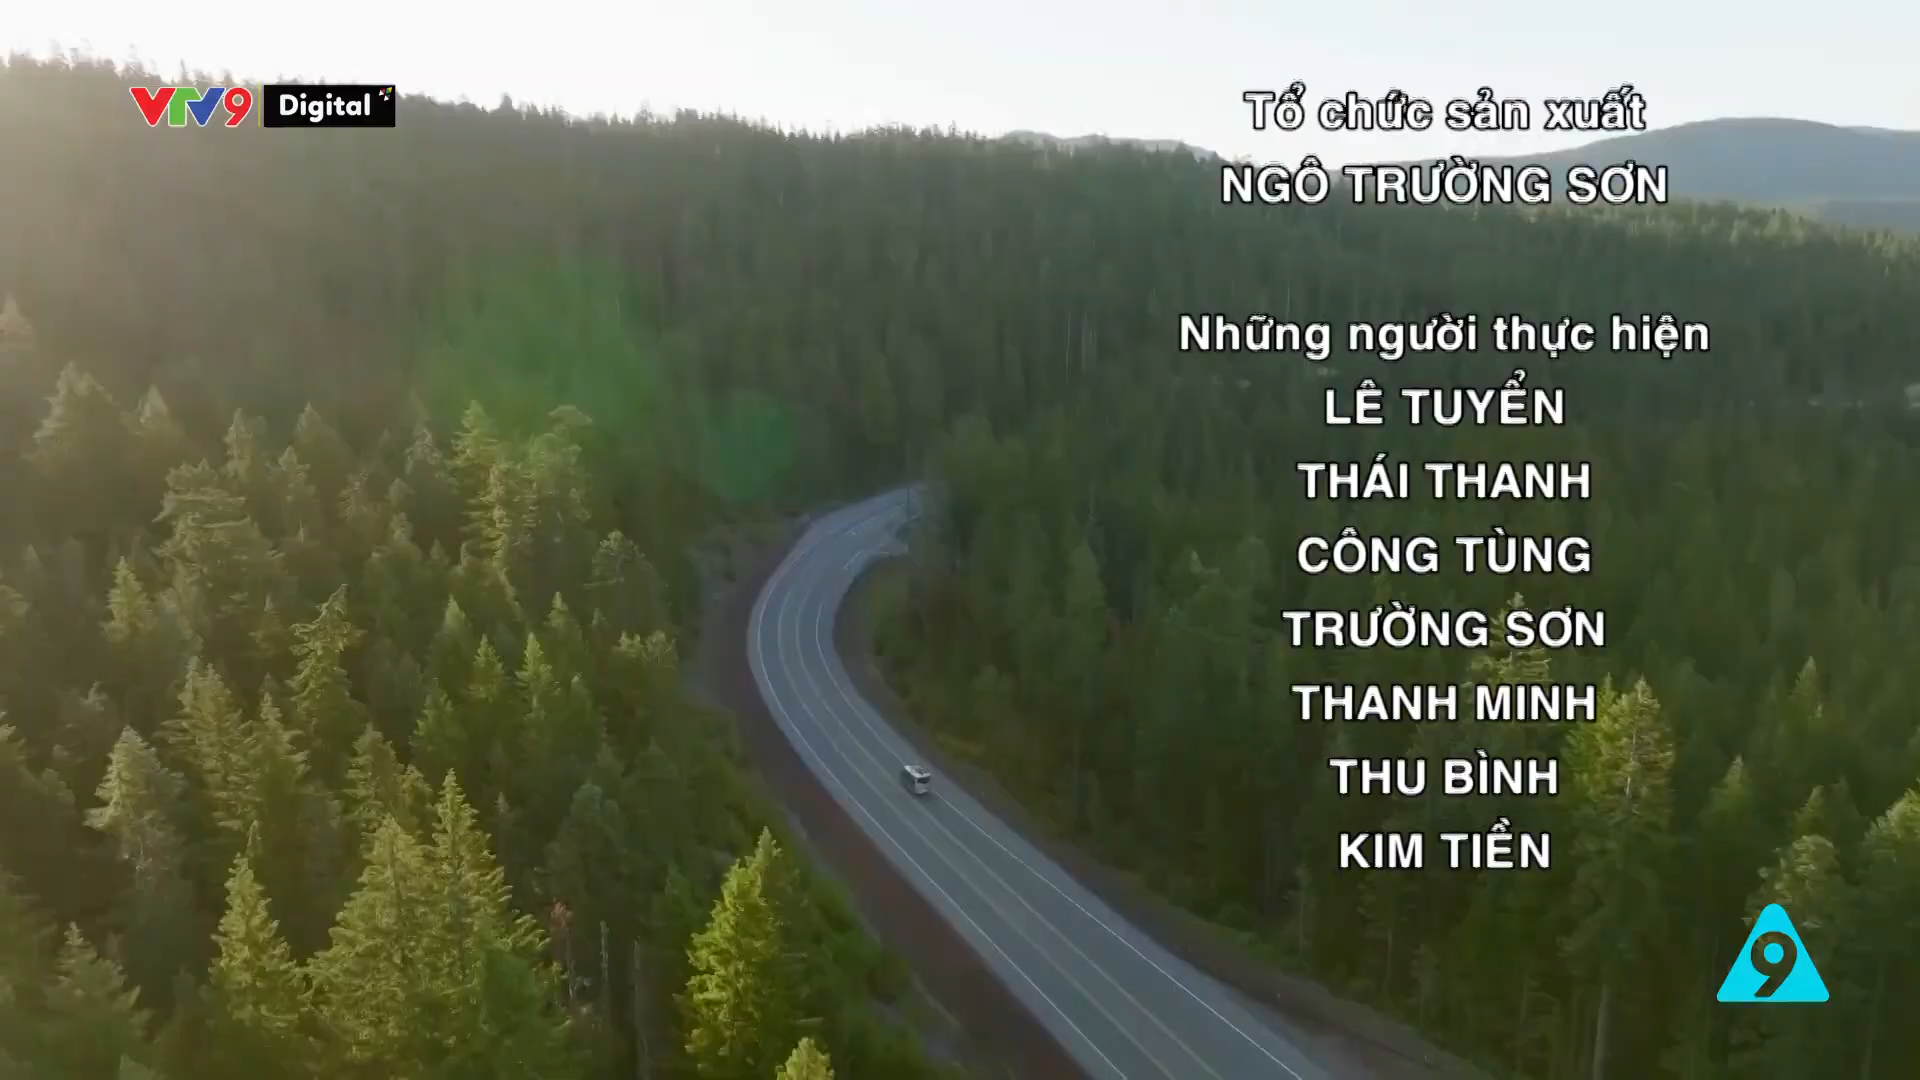 VTV9 Digital
Tổ chức sản xuất
NGÔ TRƯỜNG SƠN
Những người thực hiện
LÊ TUYỂN
THÁI THANH
CÔNG TÙNG
TRƯỜNG SƠN
THANH MINH
THU BÌNH
KIM TIỀN
9